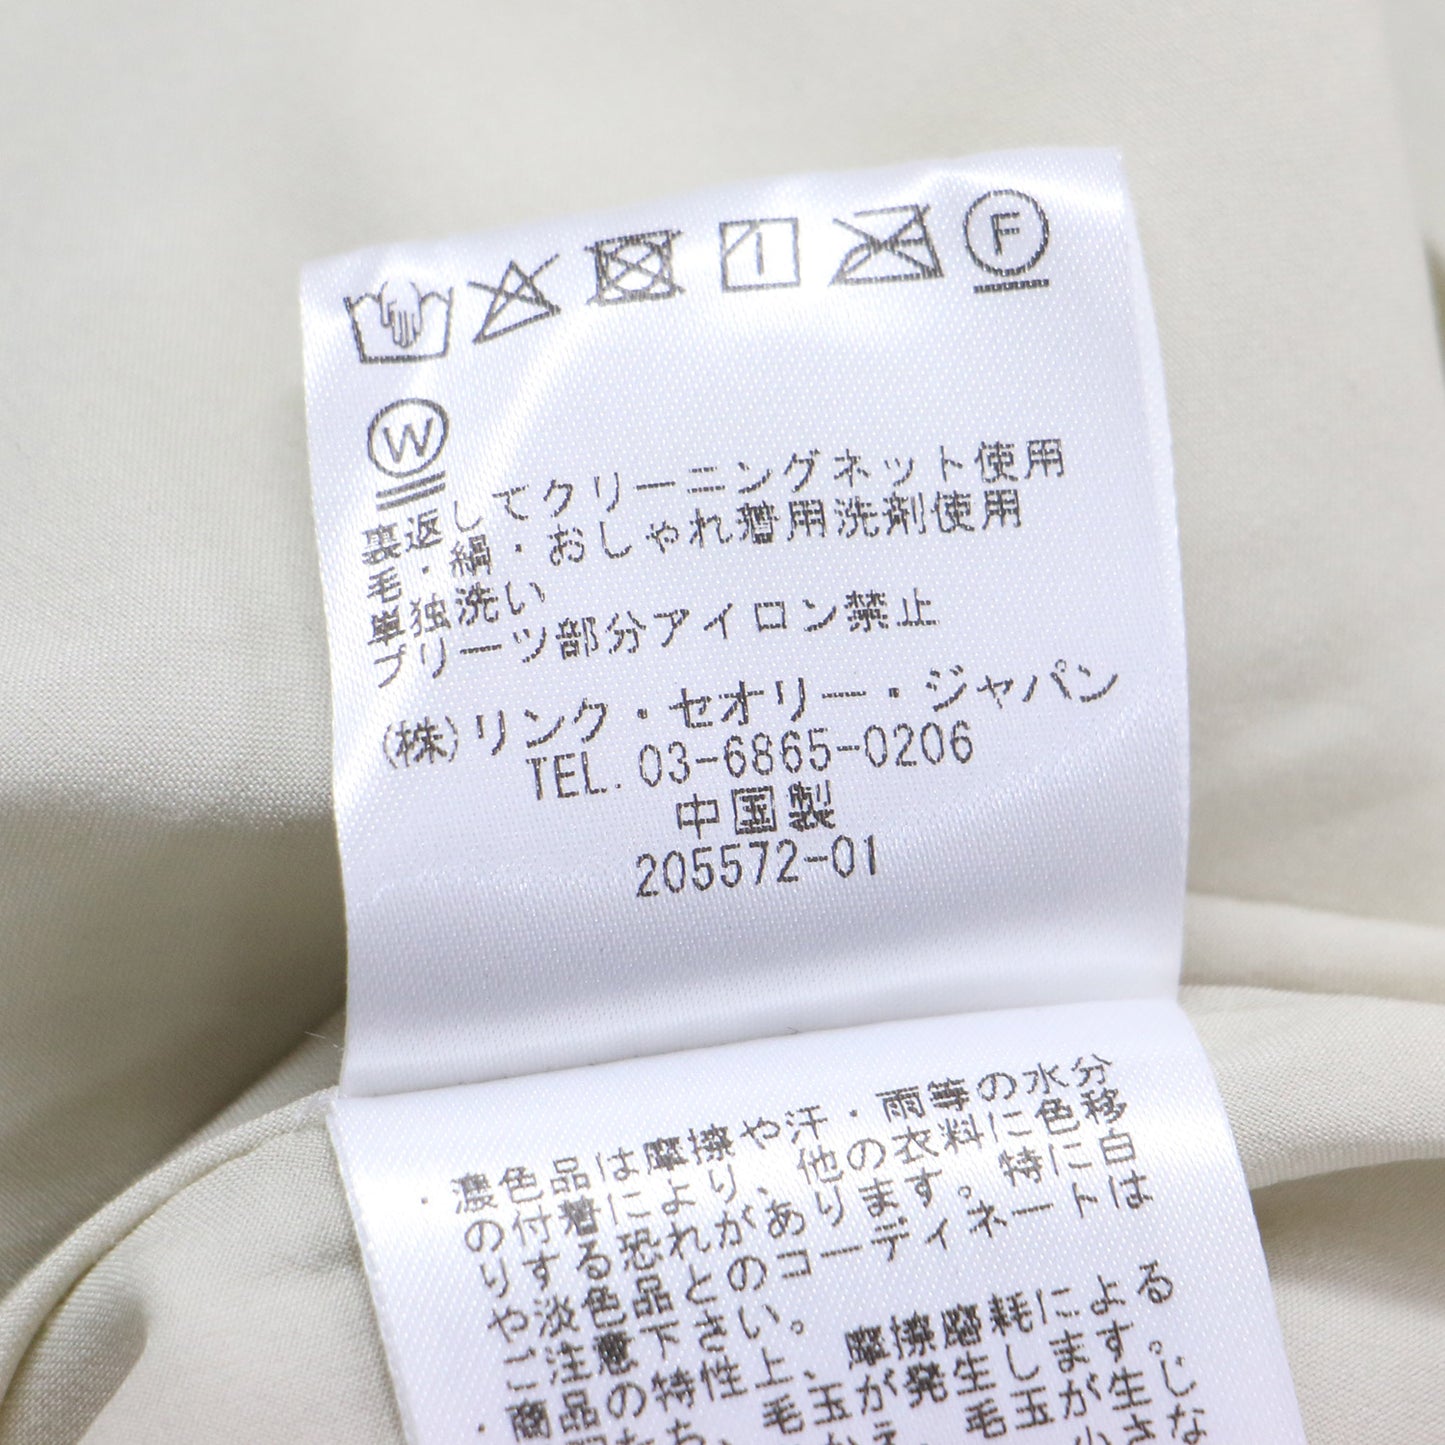 F
W
裏返してクリーニングネット使用
毛・絹・おしゃれ着用洗剤使用
単独洗い
プリーツ部分アイロン禁止
(株)リンク・セオリー・ジャパン
TEL. 03-6865-0206
中国製
205572-01
・濃色品は摩擦や汗・雨等の水分
の付着により、他の衣料に色移
りする恐れがあります。特に白
や淡色品とのコーディネートは
ご注意下さい。
・商品の特性上、摩擦磨耗による
毛玉が発生します。
毛玉が生じ